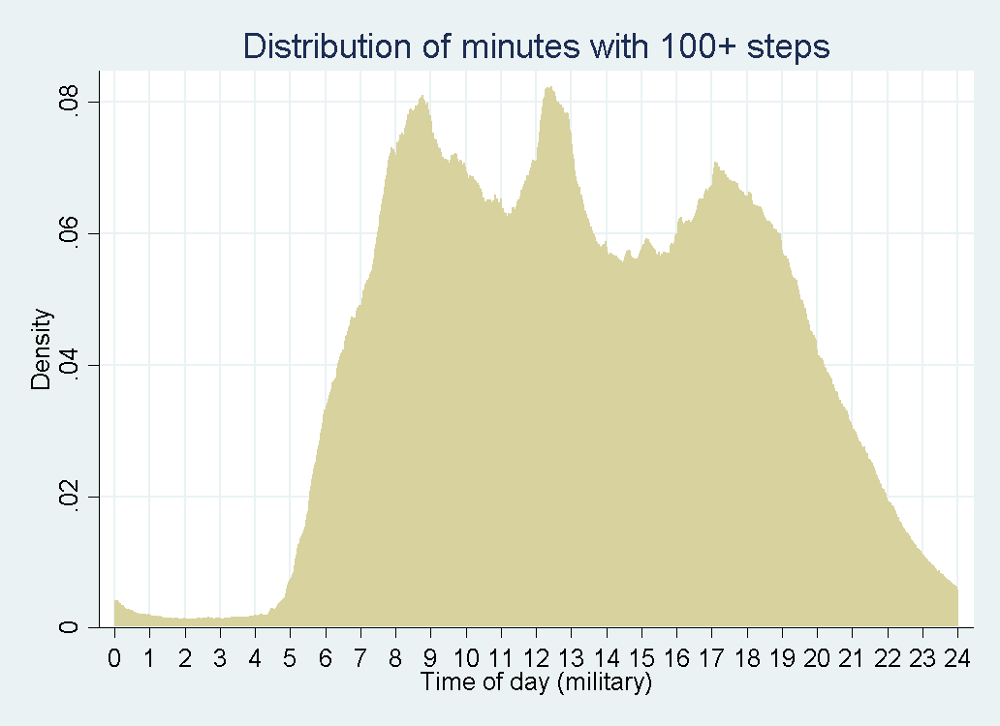 Distribution of minutes with 100+ steps
Density
.08
.06
.04
.02
0
0 1 2 3 4 5 6 7 8 9 10 11 12 13 14 15 16 17 18 19 20 21 22 23 24
Time of day (military)